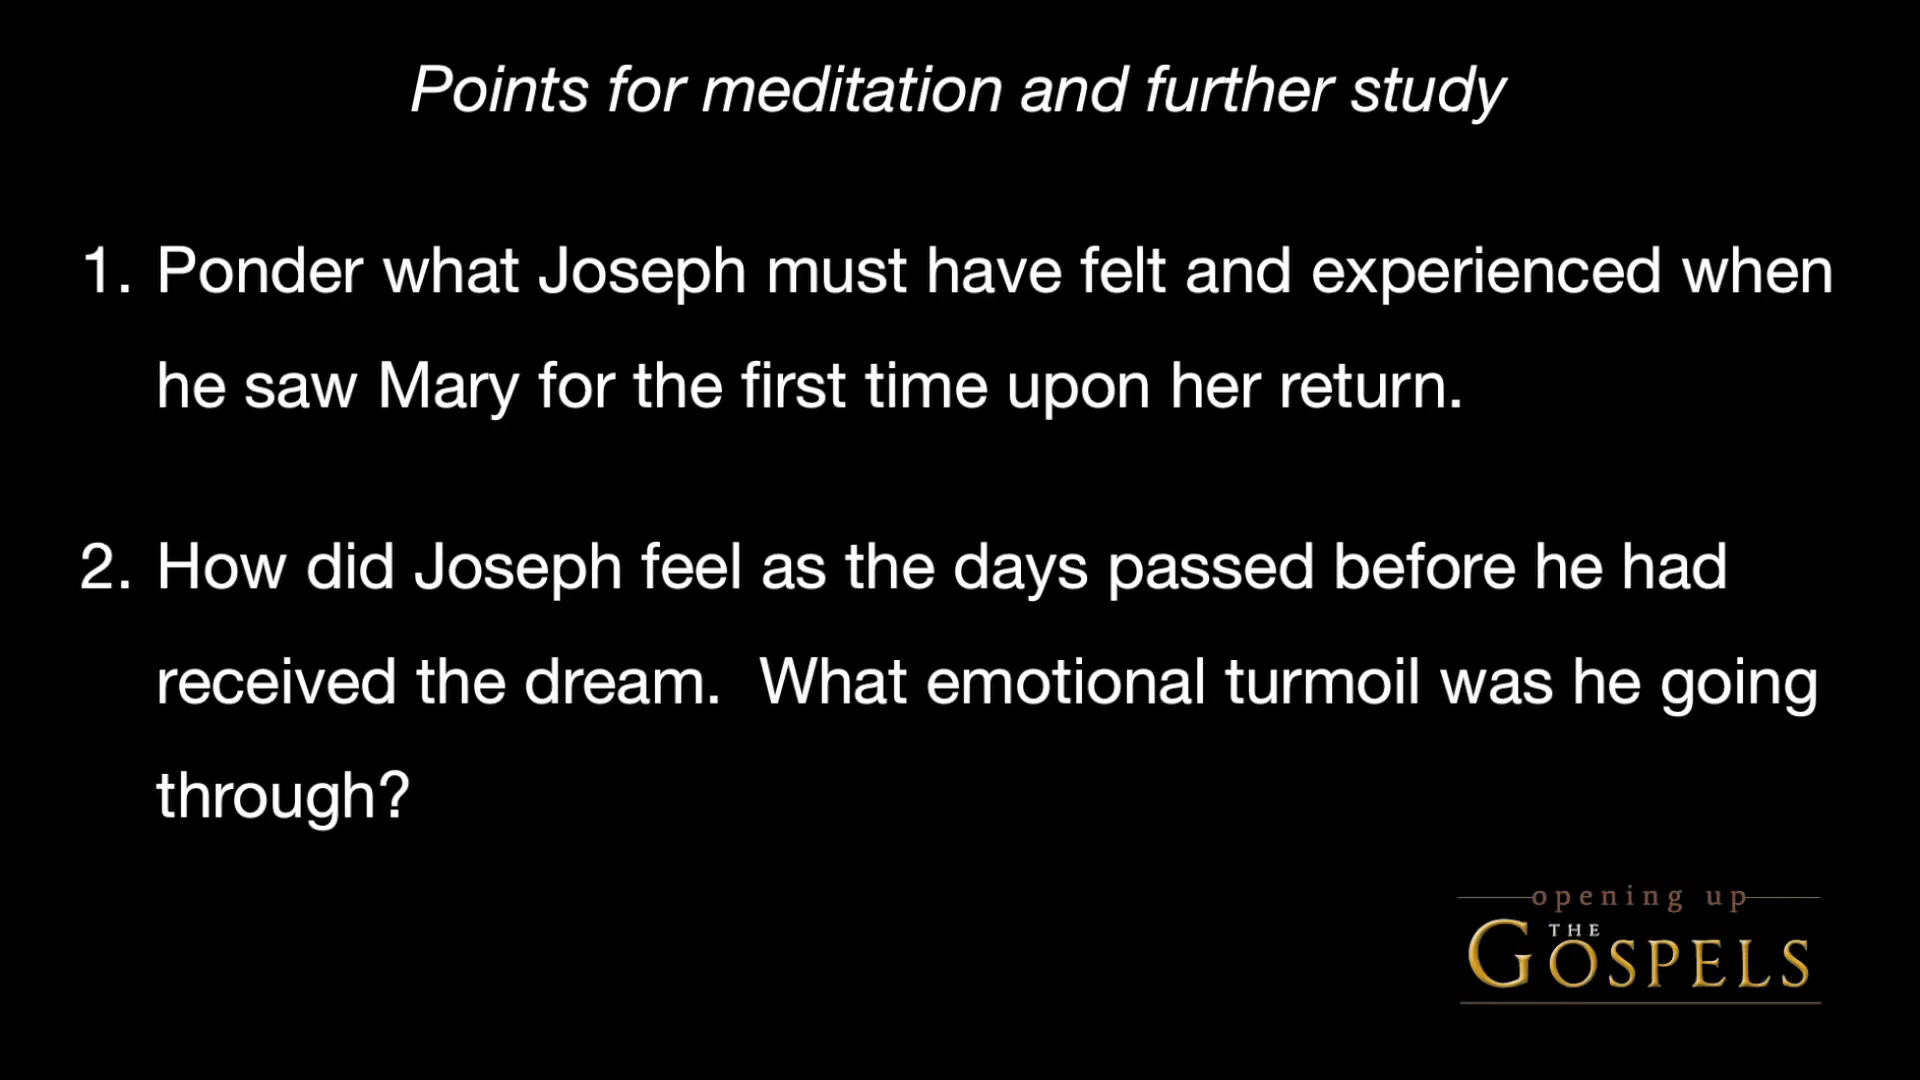 Points for meditation and further study
1. Ponder what Joseph must have felt and experienced when
he saw Mary for the first time upon her return.
2. How did Joseph feel as the days passed before he had
received the dream.  What emotional turmoil was he going
through?
opening up
THE
GOSPELS